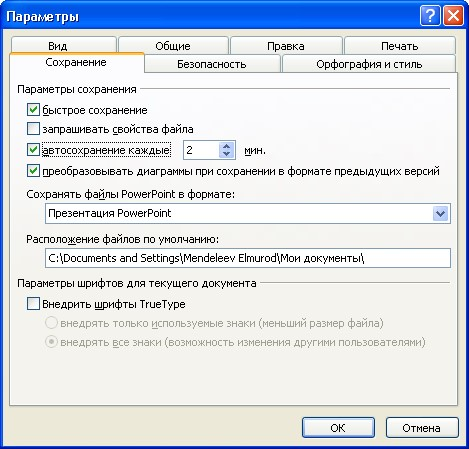 Параметры
Вид Общие Правка Печать
Сохранение Безопасность Орфография и стиль
Параметры сохранения
быстрое сохранение
запрашивать свойства файла
автосохранение каждые 2 мин.
преобразовывать диаграммы при сохранении в формате предыдущих версий
Сохранять файлы PowerPoint в формате:
Презентация PowerPoint
Расположение файлов по умолчанию:
C:\Documents and Settings\Mendeleev Elmurod\Мои документы\
Параметры шрифтов для текущего документа
Внедрить шрифты TrueType
внедрять только используемые знаки (меньший размер файла)
внедрять все знаки (возможность изменения другими пользователями)
ОК Отмена